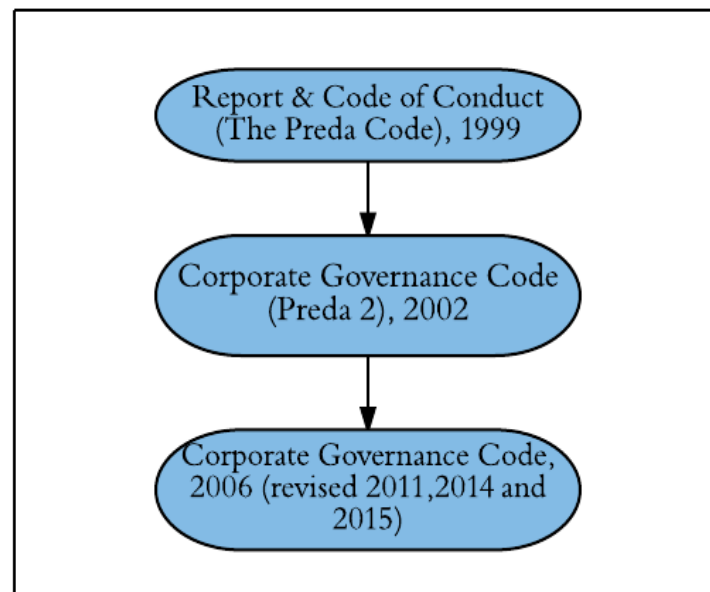 Report & Code of Conduct
(The Preda Code), 1999
Corporate Governance Code
(Preda 2), 2002
Corporate Governance Code,
2006 (revised 2011,2014 and
2015)